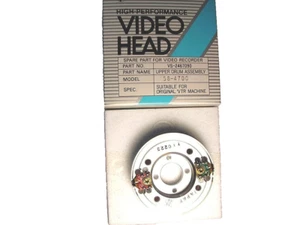 HIGH PERFORMANCE
VIDEO
HEAD
SPARE PART FOR VIDEO RECORDER
PART NO.
PART NAME UPPER DRUM ASSEMBLY
MODEL
SPEC. SUITABLE FOR
ORIGINAL VTR MACHINE